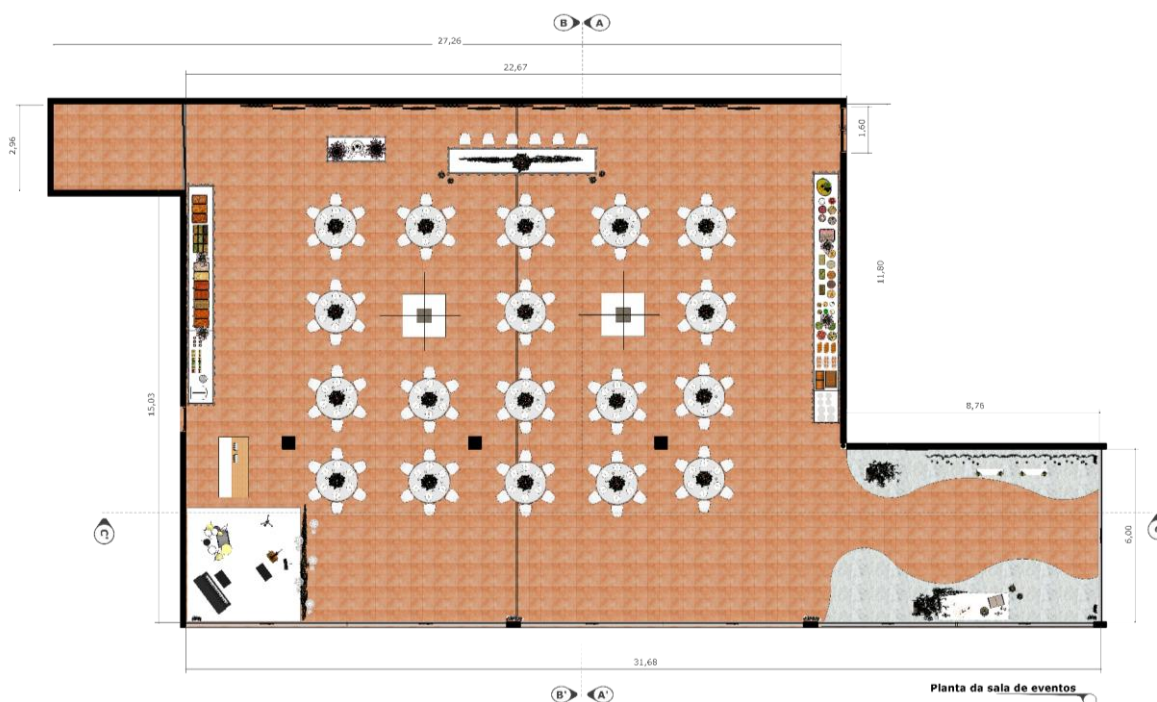 B A
27,26
22,67
2,96
1.60
11,80
15,03
8,76
C'
6,00
31,68
B' A'
Planta da sala de eventos